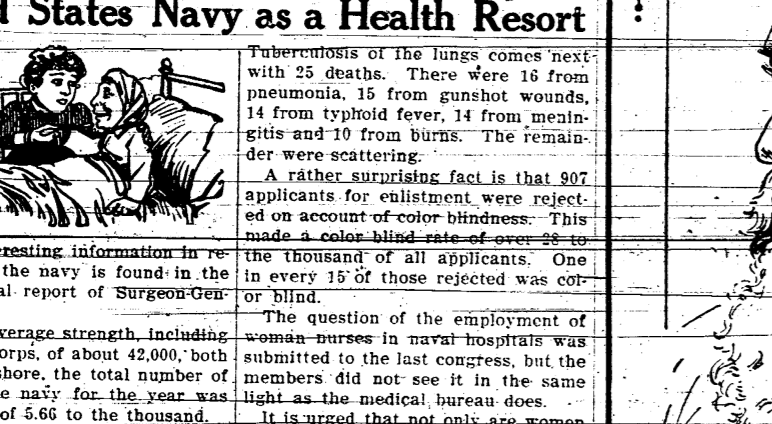 States Navy as a Health Resort
eresting information in re-
the navy is found in the
al report of Surgeon-Gen-
verage strength, including
orps, of about 42,000, both
shore, the total number of
e navy for the year was
of 5.66 to the thousand.
Tuberculosis of the lungs comes next
with 25 deaths. There were 16 from
pneumonia, 15 from gunshot wounds,
14 from typhoid fever, 14 from menin-
gitis and 10 from burns. The remain-
der were scattering.
A rather surprising fact is that 907
applicants for enlistment were reject-
ed on account of color blindness. This
made a color blind rate of over 28 to
the thousand of all applicants. One
in every 15 of those rejected was col-
or blind.
The question of the employment of
woman nurses in naval hospitals was
submitted to the last congress, but the
members did not see it in the same
light as the medical bureau does.
It is urged that not only are women